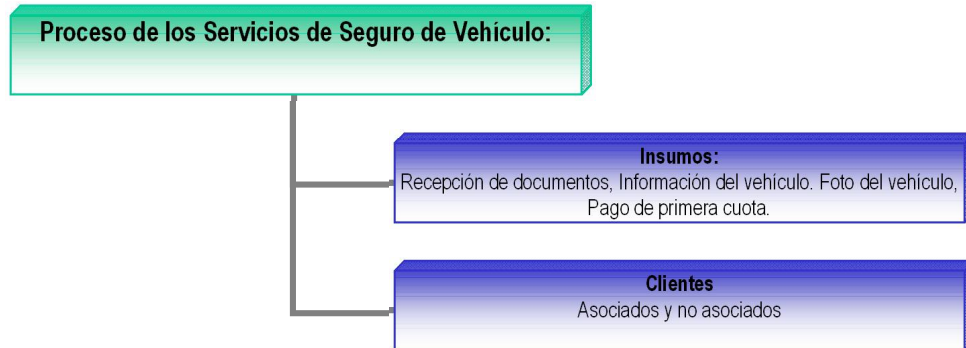 Proceso de los Servicios de Seguro de Vehículo:
Insumos:
Recepción de documentos, Información del vehículo. Foto del vehículo,
Pago de primera cuota.
Clientes
Asociados y no asociados